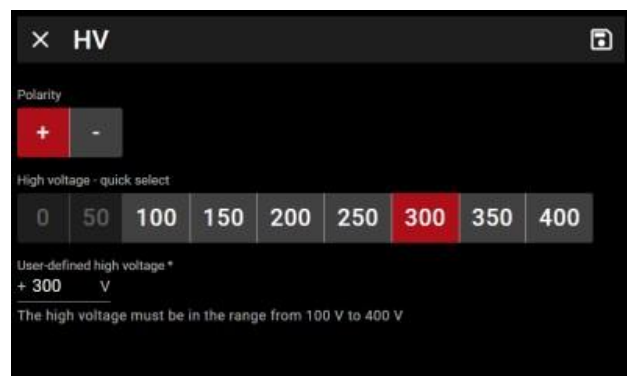 × HV
Polarity
+ -
High voltage - quick select
0 50 100 150 200 250 300 350 400
User-defined high voltage *
+ 300 V
The high voltage must be in the range from 100 V to 400 V